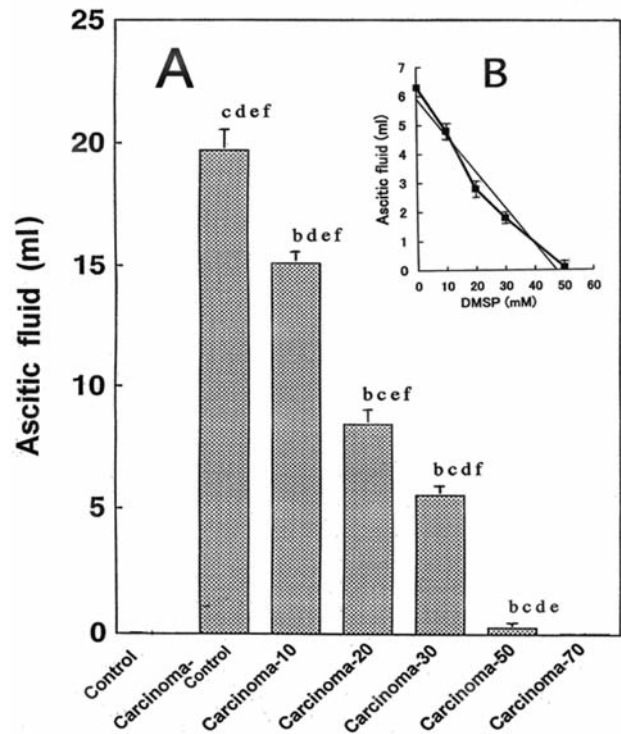 25
20
15
10
5
0
Ascitic fluid (ml)
A
cdef
bdef
bcef
bcdf
bcde
Control
Carcinoma-
Control
Carcinoma-10
Carcinoma-20
Carcinoma-30
Carcinoma-50
Carcinoma-70
B
7
6
5
4
3
2
1
0
Ascitic fluid (ml)
0 10 20 30 40 50 60
DMSP (mM)